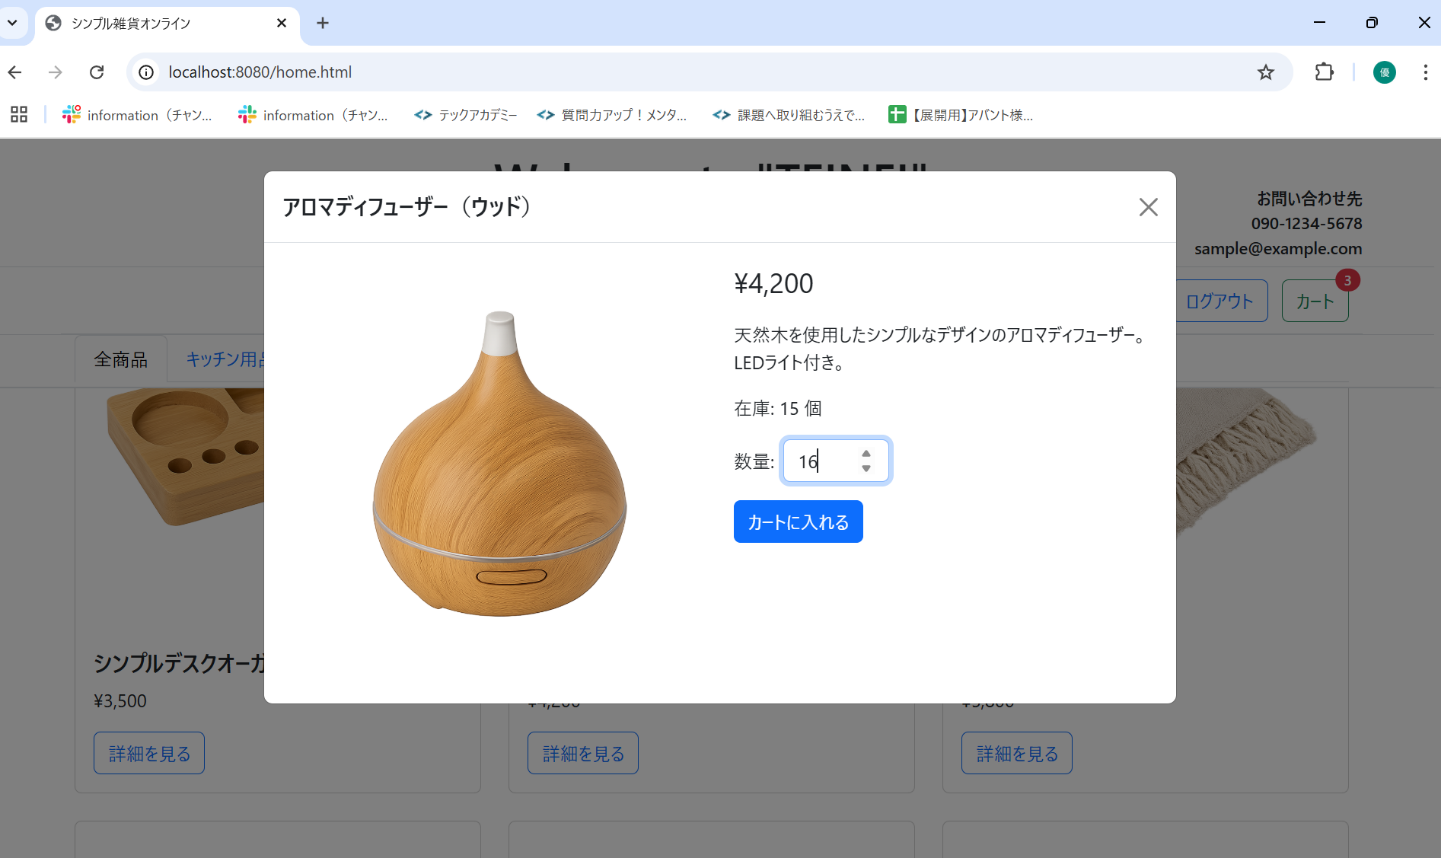 シンプル雑貨オンライン
localhost:8080/home.html
優
information（チャン...
information（チャン...
テックアカデミー
質問力アップ！メンタ...
課題へ取り組むうえで...
【展開用】アバント様...
お問い合わせ先
090-1234-5678
sample@example.com
ログアウト
カート
3
全商品
キッチン用品
アロマディフューザー（ウッド）
¥4,200
天然木を使用したシンプルなデザインのアロマディフューザー。
LEDライト付き。
在庫: 15 個
数量: 16
カートに入れる
シンプルデスクオーガ
¥3,500
詳細を見る
詳細を見る
詳細を見る